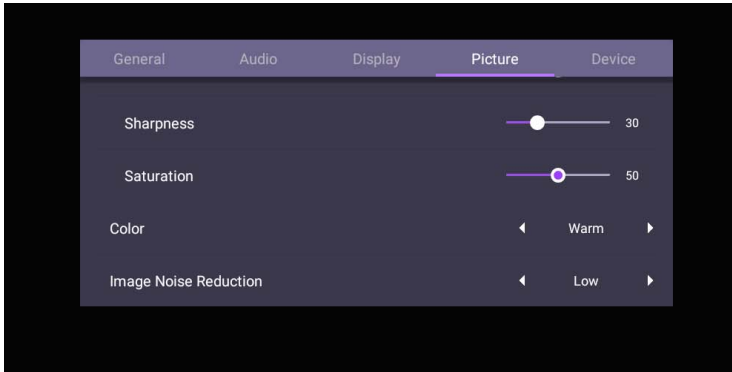 General Audio Display Picture Device
Sharpness 30
Saturation 50
Color Warm
Image Noise Reduction Low